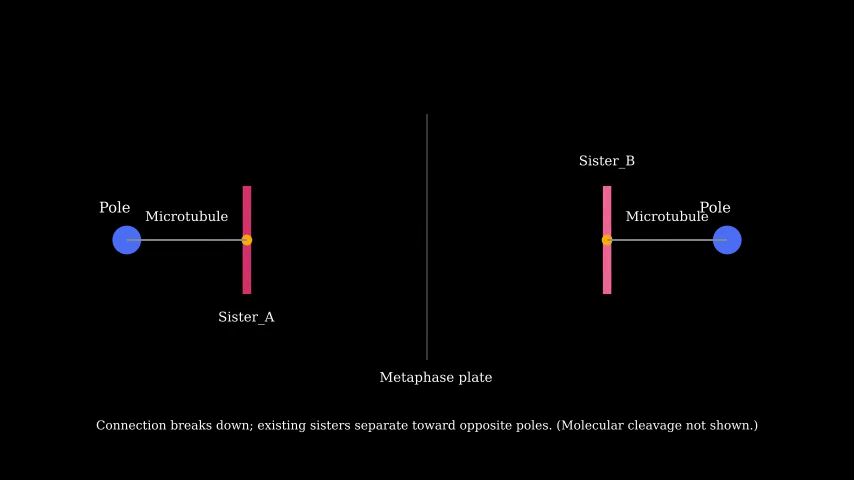 Sister_B
Pole
Pole
Microtubule
Microtubule
Sister_A
Metaphase plate
Connection breaks down; existing sisters separate toward opposite poles. (Molecular cleavage not shown.)